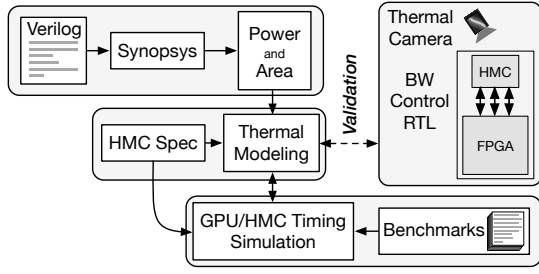 Verilog
Synopsys
Power
and
Area
HMC Spec
Thermal
Modeling
Validation
Thermal
Camera
BW
Control
RTL
HMC
FPGA
GPU/HMC Timing
Simulation
Benchmarks